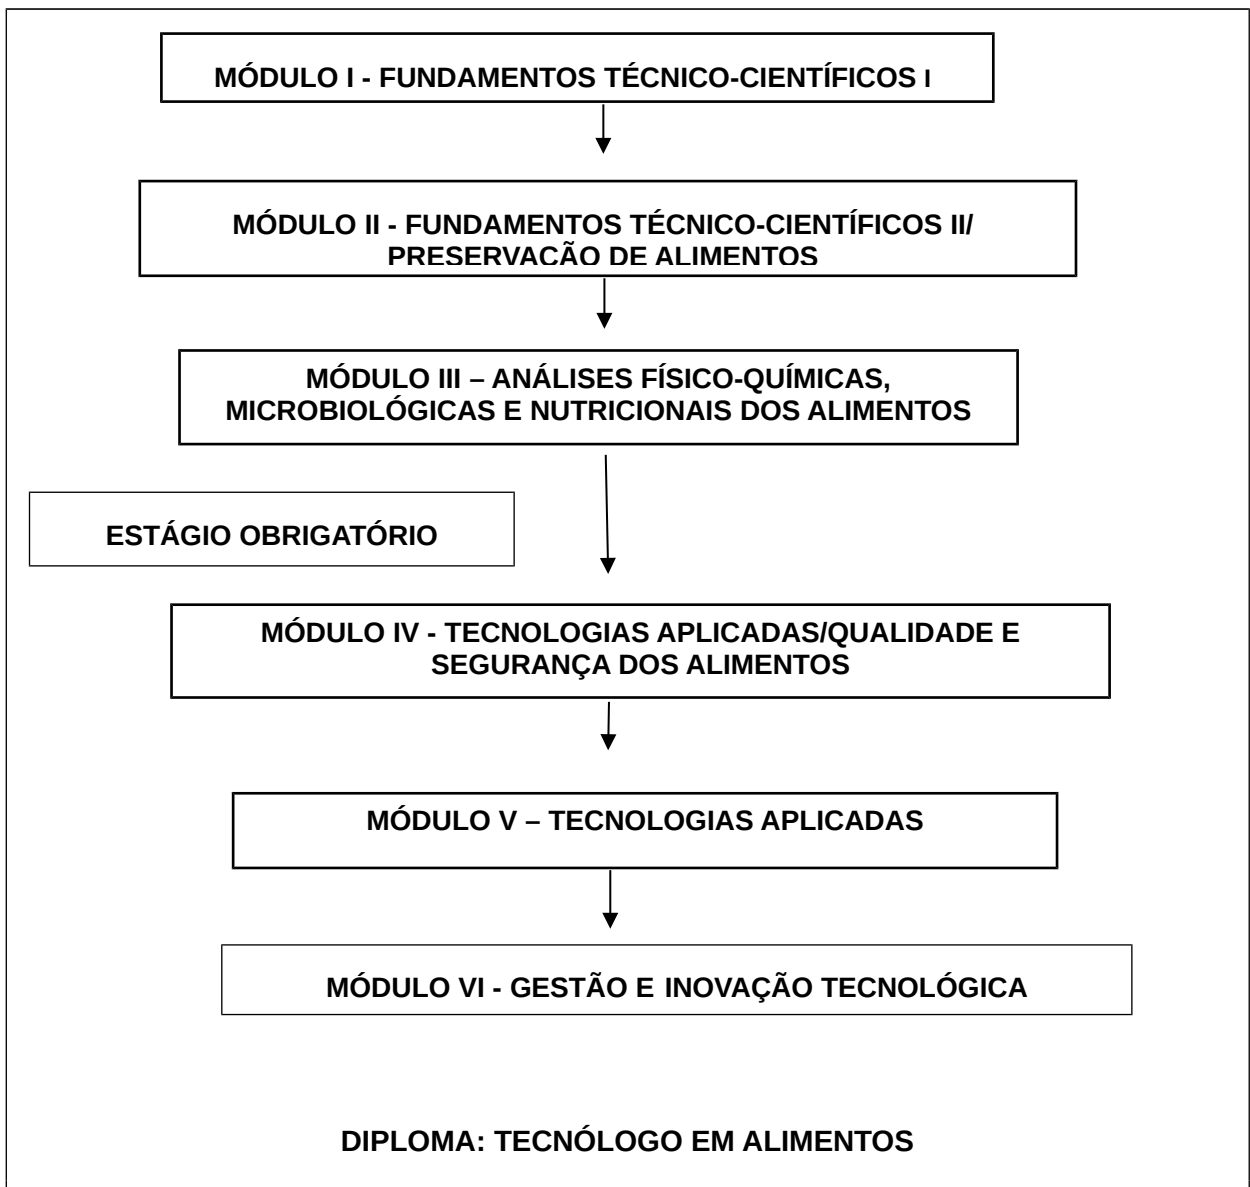 MÓDULO I - FUNDAMENTOS TÉCNICO-CIENTÍFICOS I
MÓDULO II - FUNDAMENTOS TÉCNICO-CIENTÍFICOS II/
PRESERVAÇÃO DE ALIMENTOS
MÓDULO III – ANÁLISES FÍSICO-QUÍMICAS,
MICROBIOLÓGICAS E NUTRICIONAIS DOS ALIMENTOS
ESTÁGIO OBRIGATÓRIO
MÓDULO IV - TECNOLOGIAS APLICADAS/QUALIDADE E
SEGURANÇA DOS ALIMENTOS
MÓDULO V – TECNOLOGIAS APLICADAS
MÓDULO VI - GESTÃO E INOVAÇÃO TECNOLÓGICA
DIPLOMA: TECNÓLOGO EM ALIMENTOS